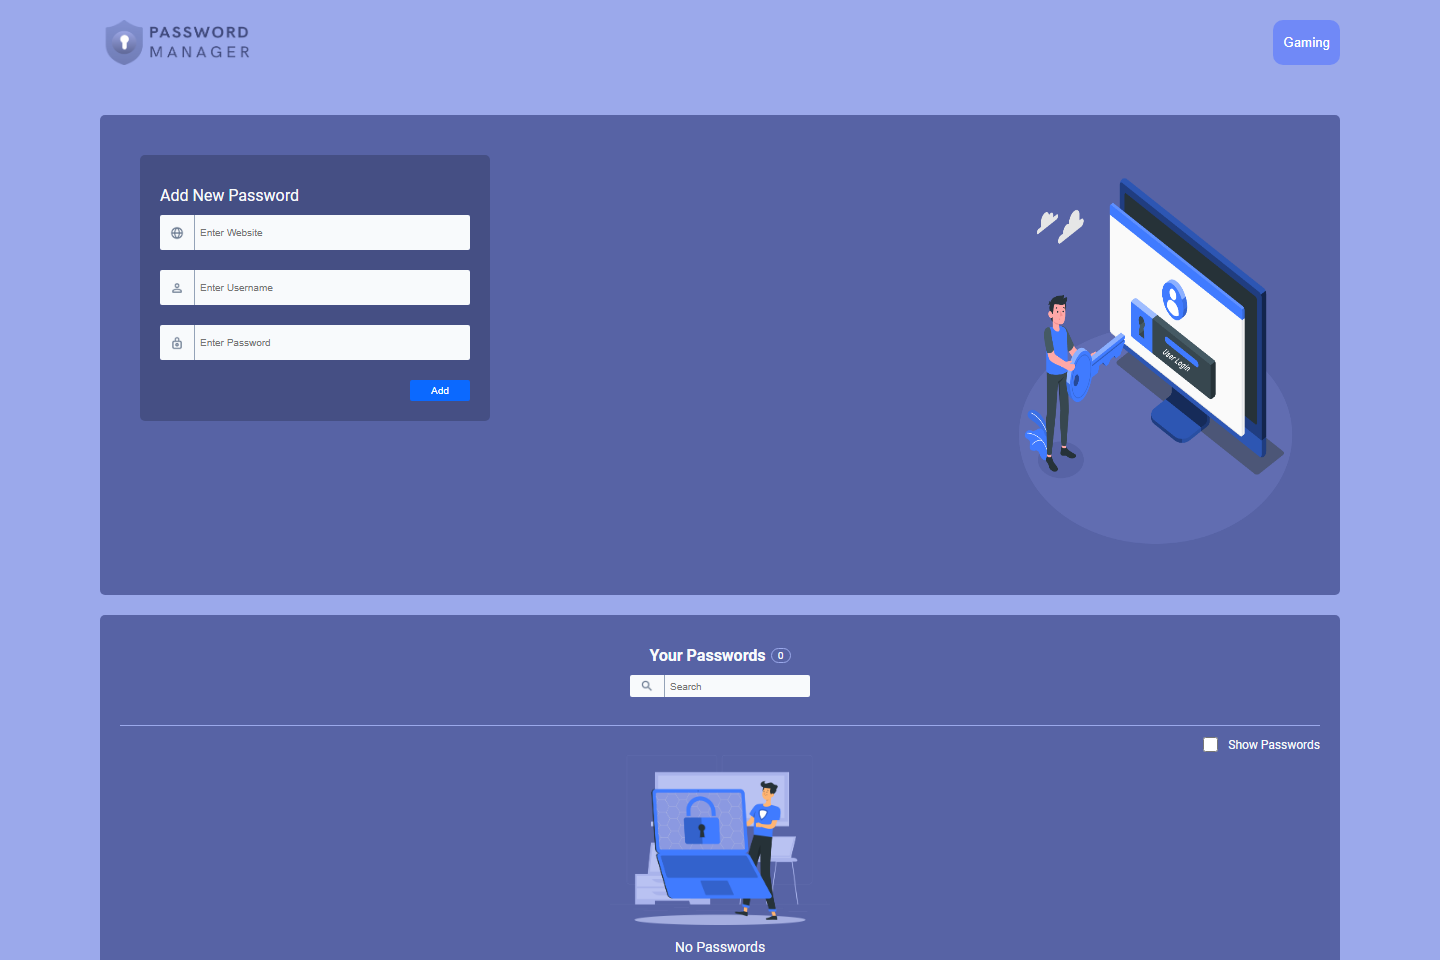 PASSWORD
MANAGER
Gaming
Add New Password
Enter Website
Enter Username
Enter Password
Add
User Login
Your Passwords 0
Search
Show Passwords
No Passwords